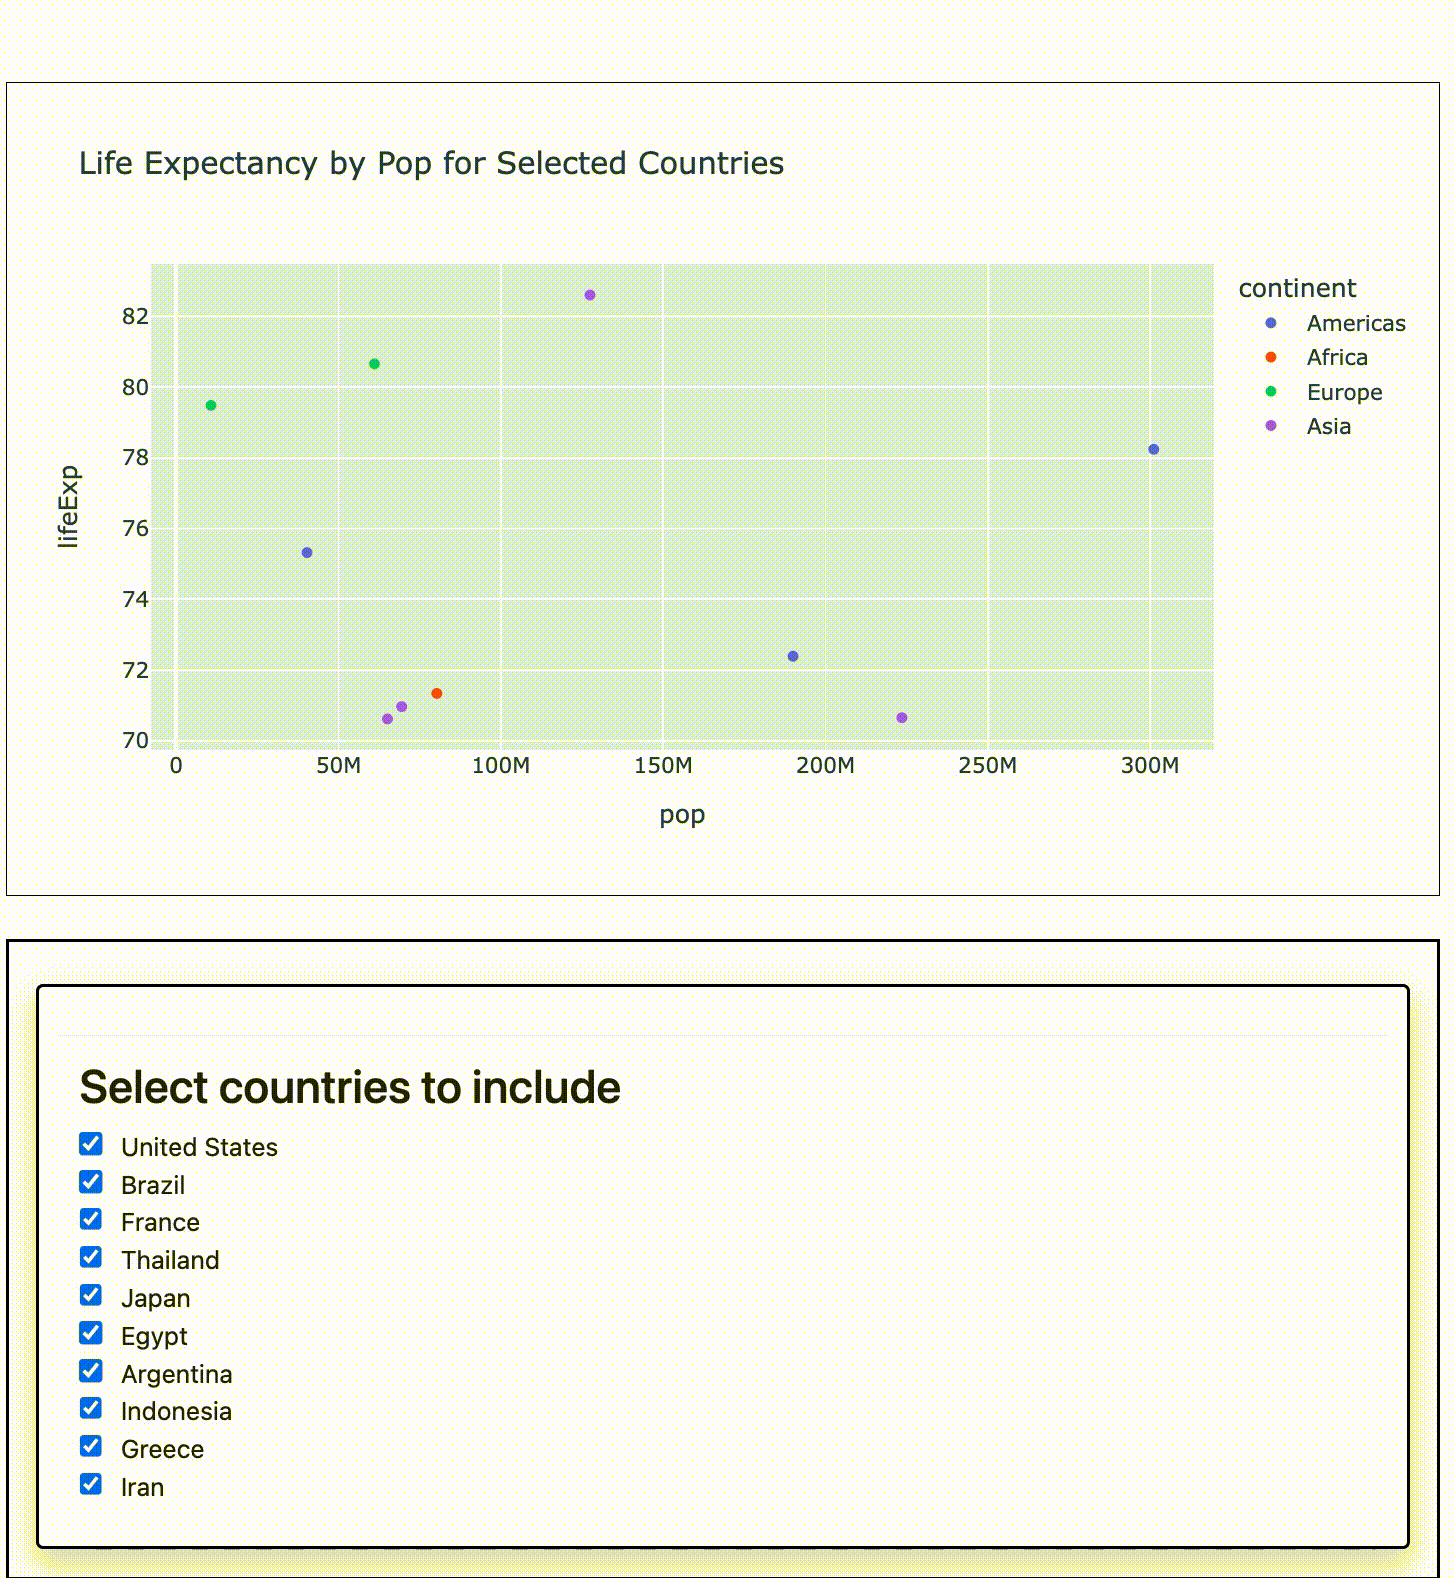 Life Expectancy by Pop for Selected Countries
continent
Americas
Africa
Europe
Asia
82
80
78
76
74
72
70
lifeExp
0 50M 100M 150M 200M 250M 300M
pop
Select countries to include
United States
Brazil
France
Thailand
Japan
Egypt
Argentina
Indonesia
Greece
Iran